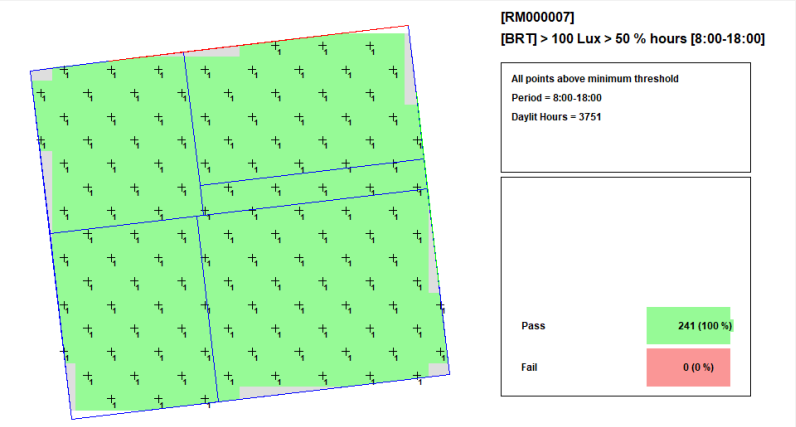 [RM000007]
[BRT] > 100 Lux > 50 % hours [8:00-18:00]
All points above minimum threshold
Period = 8:00-18:00
Daylit Hours = 3751
Pass 241 (100 %)
Fail 0 (0 %)